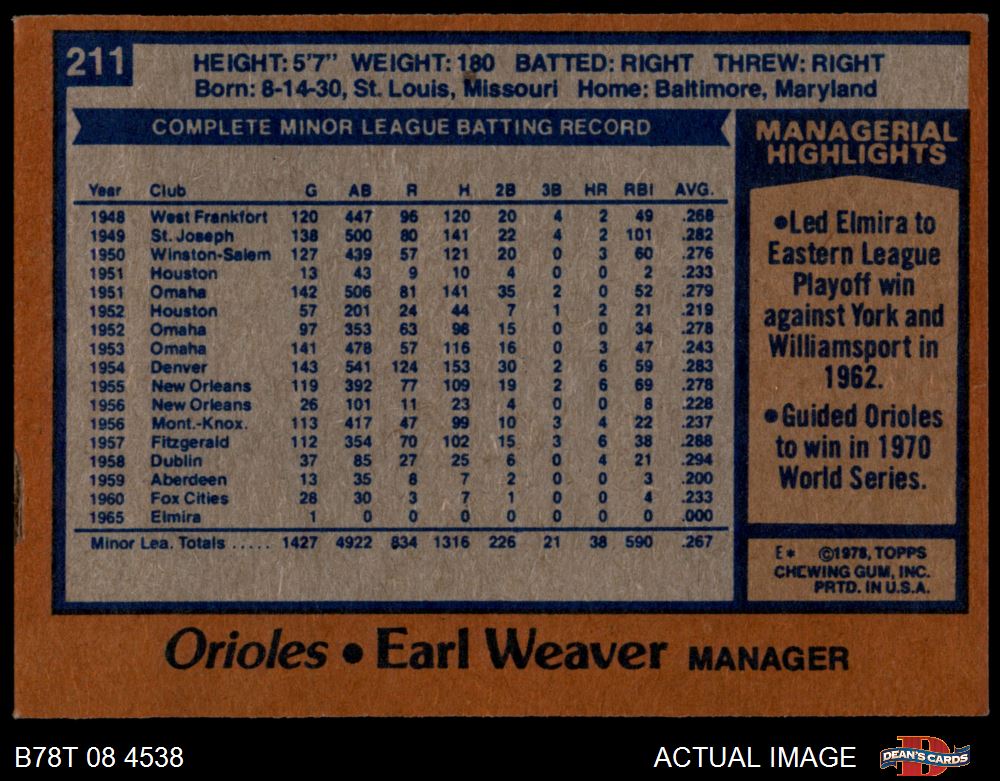 211
HEIGHT: 5'7" WEIGHT: 180 BATTED: RIGHT THREW: RIGHT
Born: 8-14-30, St. Louis, Missouri Home: Baltimore, Maryland
COMPLETE MINOR LEAGUE BATTING RECORD
Year Club G AB R H 2B 3B HR RBI AVG.
1948 West Frankfort 120 447 96 120 20 4 2 49 .268
1949 St. Joseph 138 500 80 141 22 4 2 101 .282
1950 Winston-Salem 127 439 57 121 20 0 3 60 .276
1951 Houston 13 43 9 10 4 0 0 2 .233
1951 Omaha 142 506 81 141 35 2 0 52 .279
1952 Houston 57 201 24 44 7 1 2 21 .219
1952 Omaha 97 353 63 98 15 0 0 34 .278
1953 Omaha 141 478 57 116 16 0 3 47 .243
1954 Denver 143 541 124 153 30 2 6 59 .283
1955 New Orleans 119 392 77 109 19 2 6 69 .278
1956 New Orleans 26 101 11 23 4 0 0 8 .228
1956 Mont.-Knox. 113 417 47 99 10 3 4 22 .237
1957 Fitzgerald 112 354 70 102 15 3 6 38 .288
1958 Dublin 37 85 27 25 6 0 4 21 .294
1959 Aberdeen 13 35 8 7 2 0 0 3 .200
1960 Fox Cities 28 30 3 7 1 0 0 4 .233
1965 Elmira 1 0 0 0 0 0 0 0 .000
Minor Lea. Totals ..... 1427 4922 834 1316 226 21 38 590 .267
MANAGERIAL
HIGHLIGHTS
•Led Elmira to
Eastern League
Playoff win
against York and
Williamsport in
1962.
•Guided Orioles
to win in 1970
World Series.
E* ©1978, TOPPS
CHEWING GUM, INC.
PRTD. IN U.S.A.
Orioles • Earl Weaver MANAGER
B78T 08 4538
ACTUAL IMAGE
DEAN'S CARDS